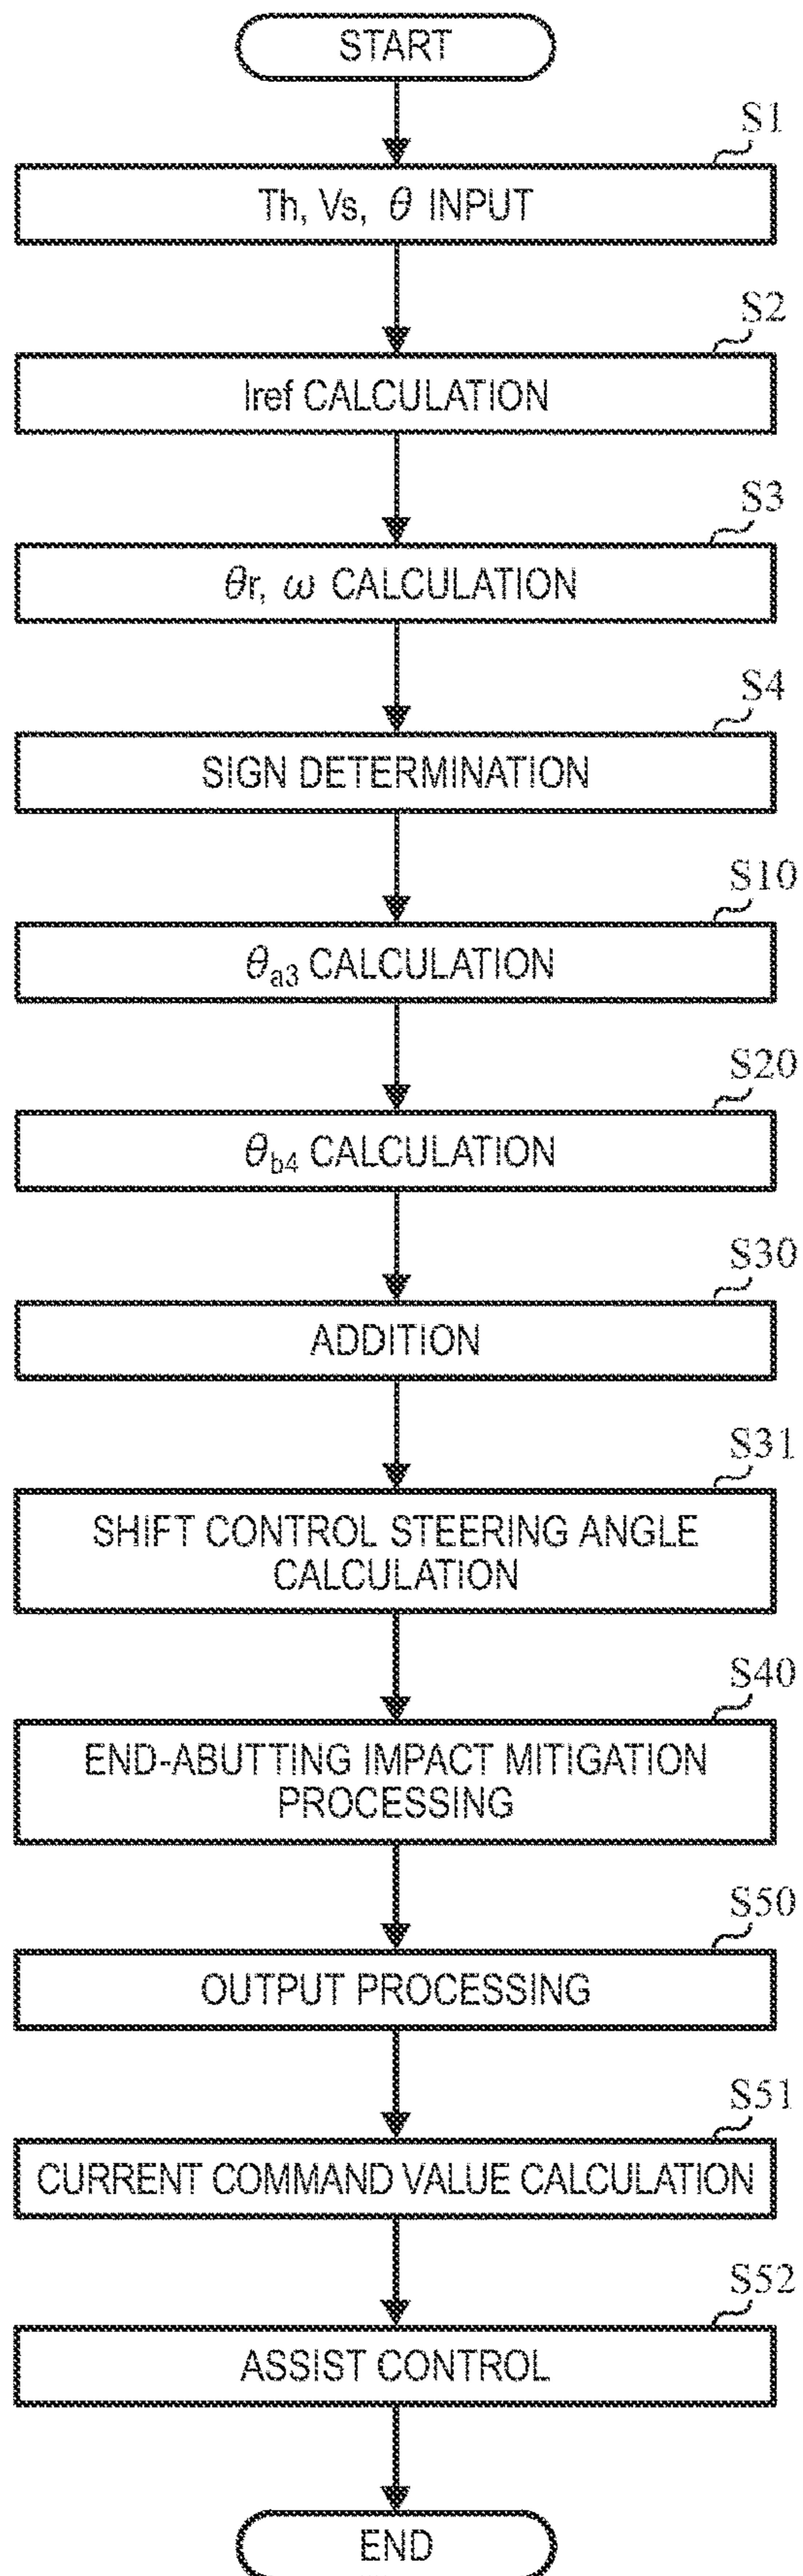 START
S1
Th, Vs, θ INPUT
S2
Iref CALCULATION
S3
θr, ω CALCULATION
S4
SIGN DETERMINATION
S10
θa3 CALCULATION
S20
θb4 CALCULATION
S30
ADDITION
S31
SHIFT CONTROL STEERING ANGLE
CALCULATION
S40
END-ABUTTING IMPACT MITIGATION
PROCESSING
S50
OUTPUT PROCESSING
S51
CURRENT COMMAND VALUE CALCULATION
S52
ASSIST CONTROL
END